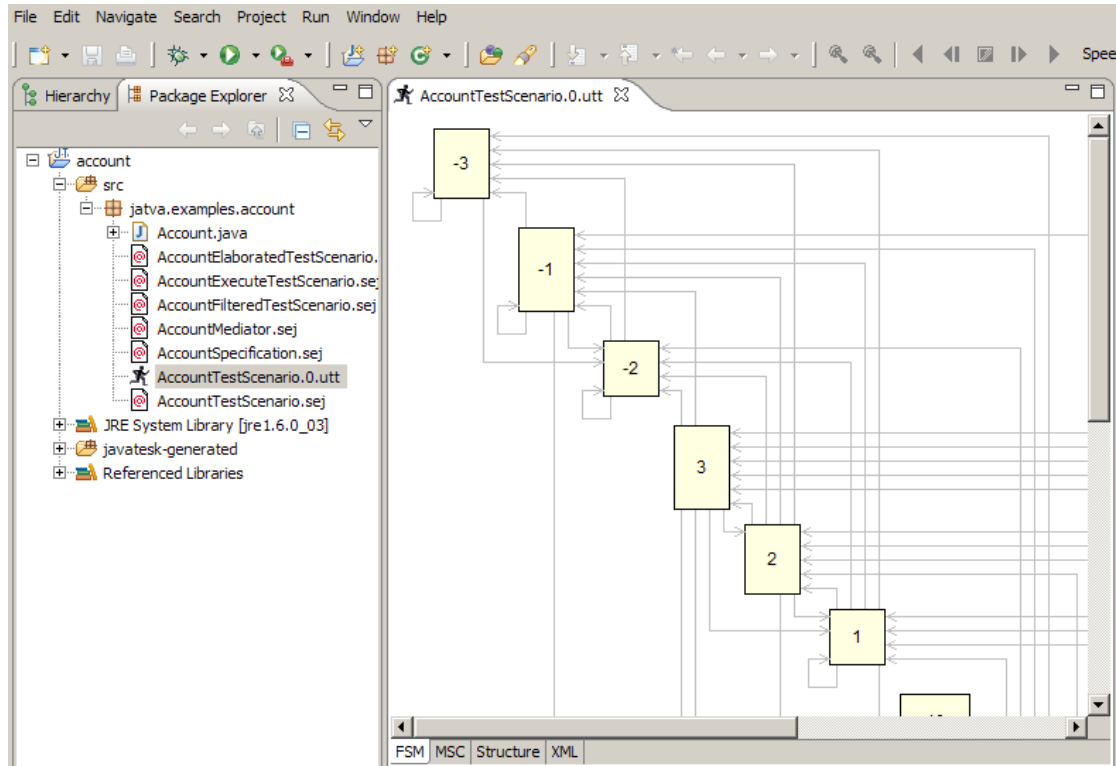 File Edit Navigate Search Project Run Window Help
Spee
Hierarchy Package Explorer
AccountTestScenario.0.utt
account
src
jatva.examples.account
Account.java
AccountElaboratedTestScenario.
AccountExecuteTestScenario.sej
AccountFilteredTestScenario.sej
AccountMediator.sej
AccountSpecification.sej
AccountTestScenario.0.utt
AccountTestScenario.sej
JRE System Library [jre1.6.0_03]
javatesk-generated
Referenced Libraries
-3
-1
-2
3
2
1
FSM MSC Structure XML